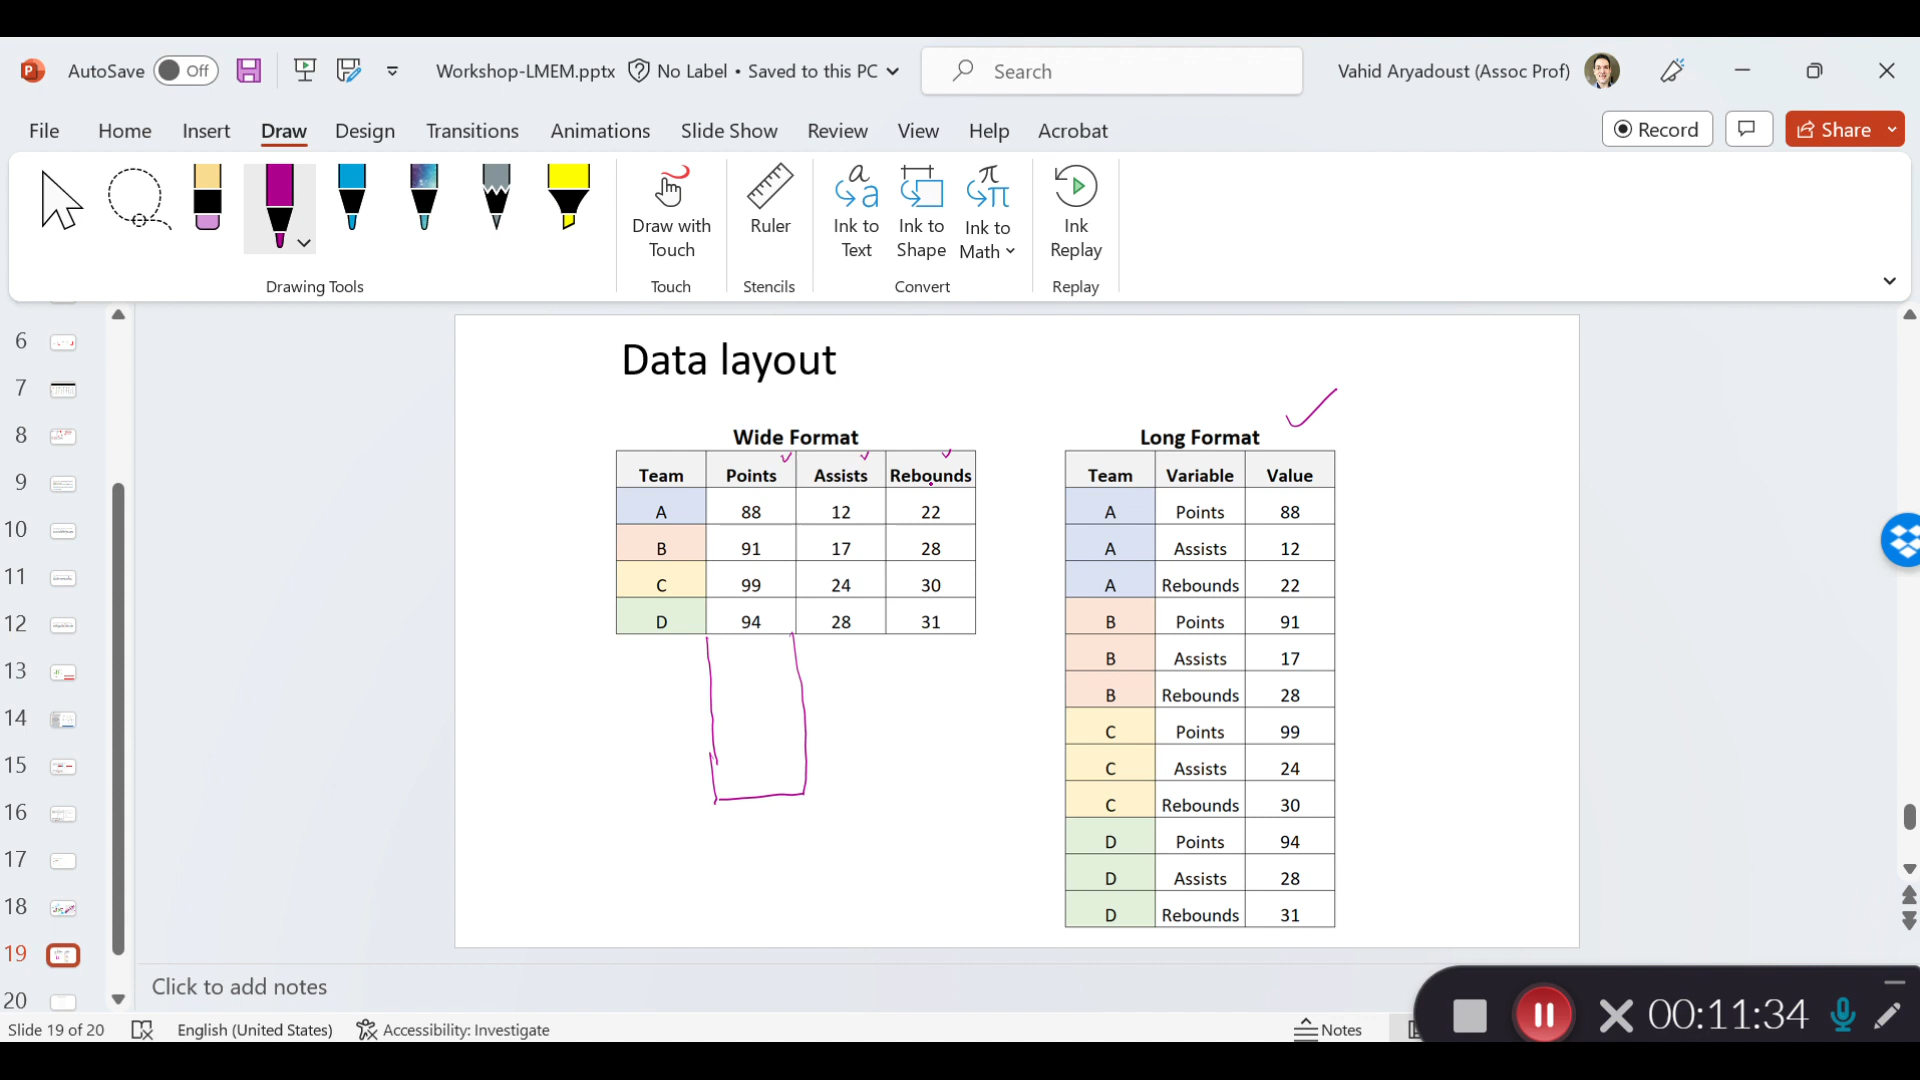 AutoSave Off Workshop-LMEM.pptx No Label • Saved to this PC Search Vahid Aryadoust (Assoc Prof)
File Home Insert Draw Design Transitions Animations Slide Show Review View Help Acrobat Record Share
Draw with Touch
Ruler
Ink to Text
Ink to Shape
Ink to Math
Ink Replay
Drawing Tools Touch Stencils Convert Replay
6
7
8
9
10
11
12
13
14
15
16
17
18
19
20
Data layout
Wide Format
Team Points Assists Rebounds
A 88 12 22
B 91 17 28
C 99 24 30
D 94 28 31
Long Format
Team Variable Value
A Points 88
A Assists 12
A Rebounds 22
B Points 91
B Assists 17
B Rebounds 28
C Points 99
C Assists 24
C Rebounds 30
D Points 94
D Assists 28
D Rebounds 31
Click to add notes
Slide 19 of 20 English (United States) Accessibility: Investigate Notes
00:11:34